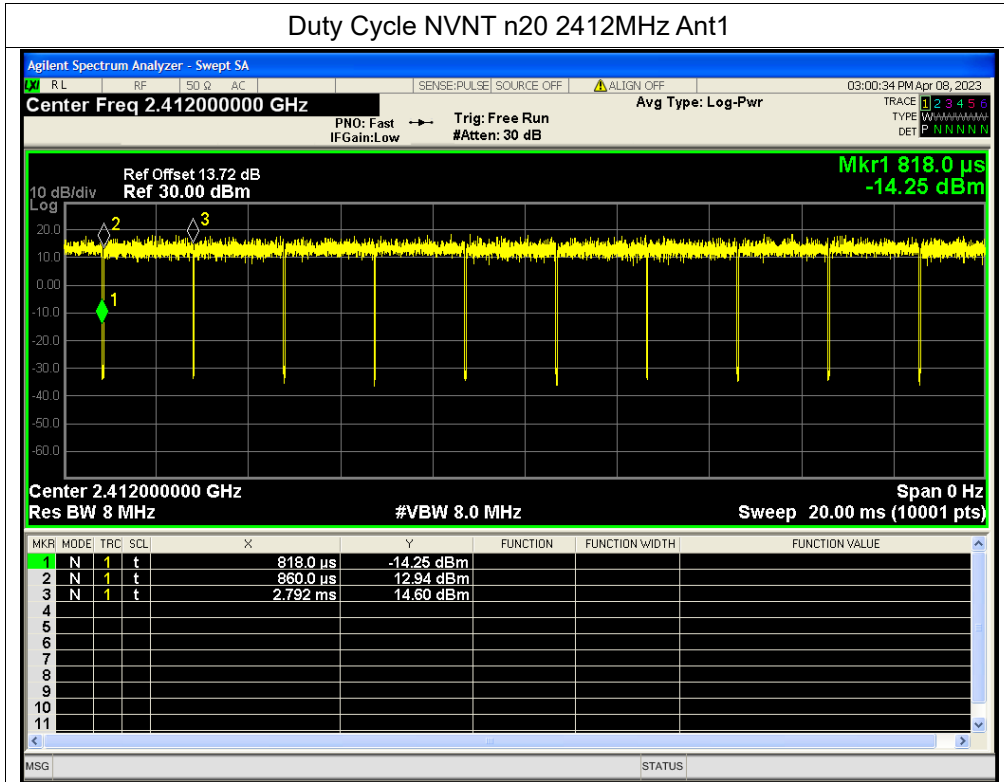 Duty Cycle NVNT n20 2412MHz Ant1
Agilent Spectrum Analyzer - Swept SA
LXI RL RF 50 Ω AC SENSE:PULSE SOURCE OFF ALIGN OFF 03:00:34 PM Apr 08, 2023
Center Freq 2.412000000 GHz
PNO: Fast
IFGain:Low
Trig: Free Run
#Atten: 30 dB
Avg Type: Log-Pwr
TRACE 1 2 3 4 5 6
TYPE WWWWWW
DET P N N N N N
Mkr1 818.0 µs
-14.25 dBm
Ref Offset 13.72 dB
10 dB/div Ref 30.00 dBm
Log
20.0
10.0
0.00
-10.0
-20.0
-30.0
-40.0
-50.0
-60.0
2
3
1
Center 2.412000000 GHz Span 0 Hz
Res BW 8 MHz #VBW 8.0 MHz Sweep 20.00 ms (10001 pts)
MKR MODE TRC SCL X Y FUNCTION FUNCTION WIDTH FUNCTION VALUE
1 N 1 t 818.0 µs -14.25 dBm
2 N 1 t 860.0 µs 12.94 dBm
3 N 1 t 2.792 ms 14.60 dBm
4
5
6
7
8
9
10
11
MSG STATUS